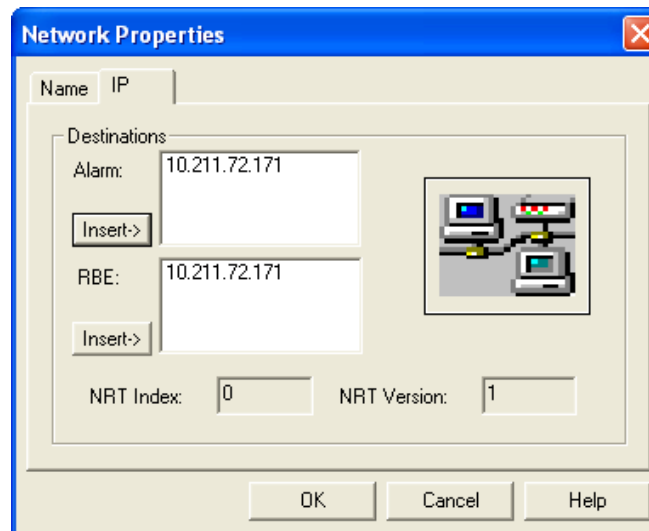 Network Properties
Name IP
Destinations
Alarm: 10.211.72.171
Insert->
RBE: 10.211.72.171
Insert->
NRT Index: 0 NRT Version: 1
OK Cancel Help